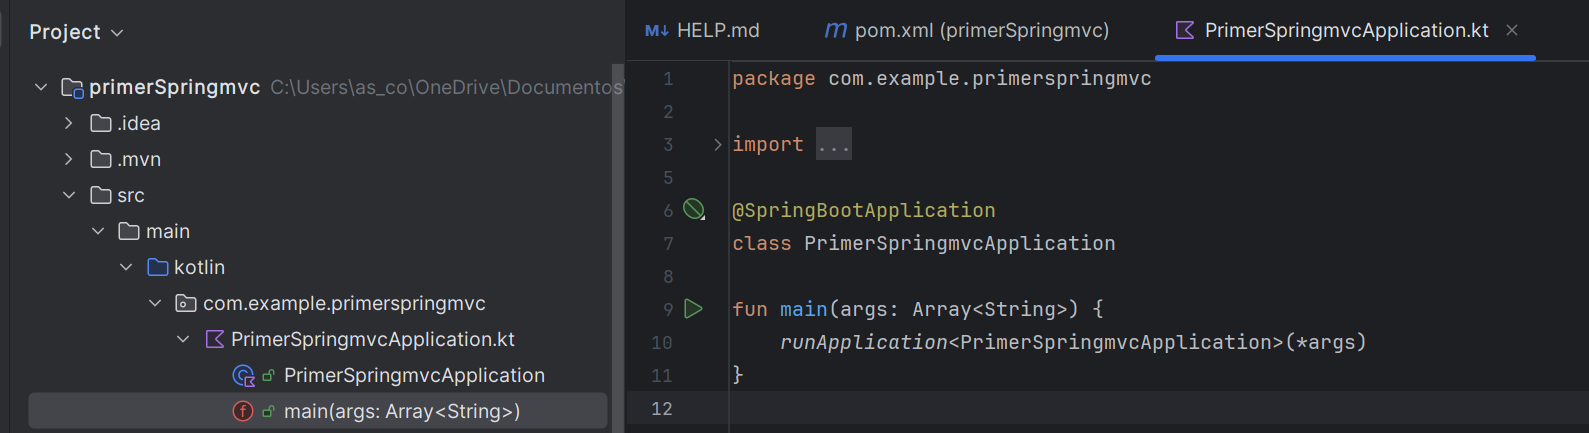 Project
primerSpringmvc C:\Users\as_co\OneDrive\Documentos\
.idea
.mvn
src
main
kotlin
com.example.primerspringmvc
PrimerSpringmvcApplication.kt
PrimerSpringmvcApplication
main(args: Array<String>)
M↓ HELP.md
m pom.xml (primerSpringmvc)
PrimerSpringmvcApplication.kt
1 package com.example.primerspringmvc
2
3 import ...
5
6 @SpringBootApplication
7 class PrimerSpringmvcApplication
8
9 fun main(args: Array<String>) {
10 runApplication<PrimerSpringmvcApplication>(*args)
11 }
12